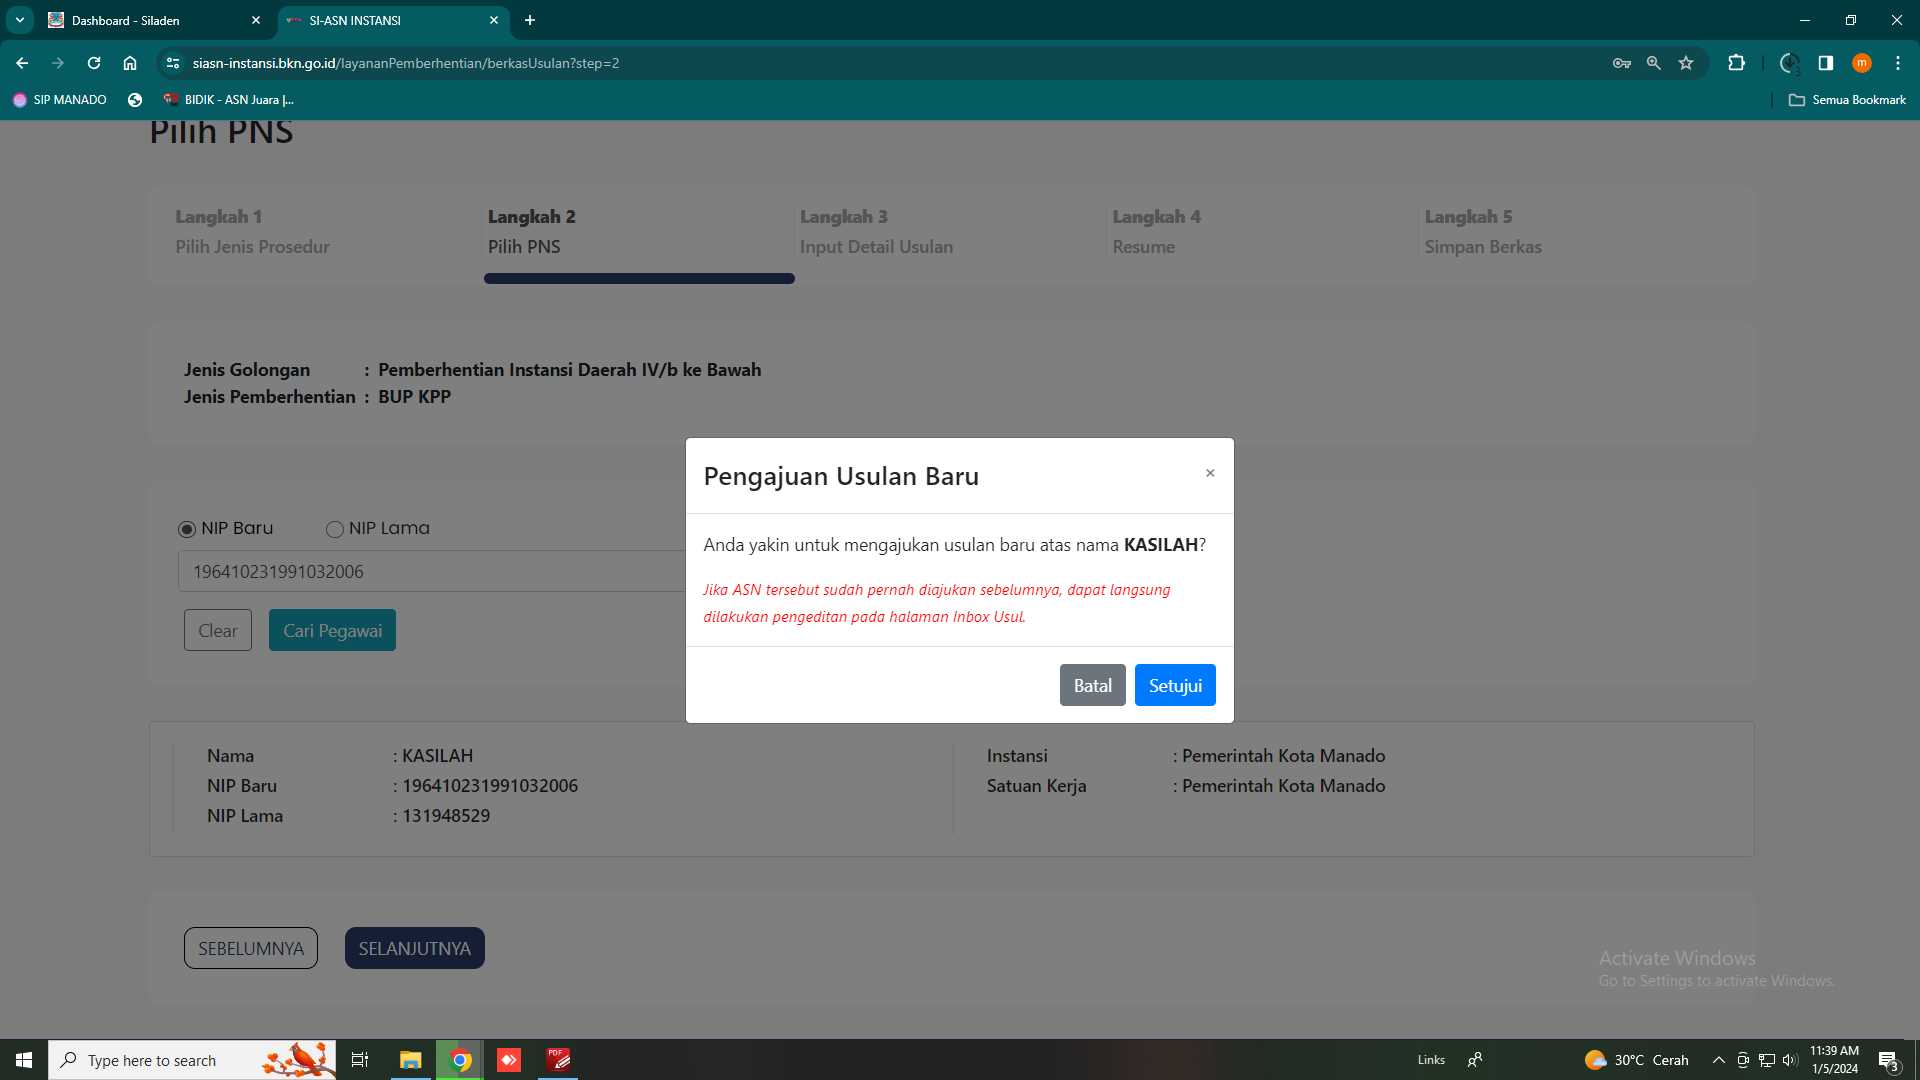 Dashboard - Siladen
SI-ASN INSTANSI
siasn-instansi.bkn.go.id/layananPemberhentian/berkasUsulan?step=2
m
SIP MANADO
BIDIK - ASN Juara |...
Semua Bookmark
Pilih PNS
Langkah 1
Pilih Jenis Prosedur
Langkah 2
Pilih PNS
Langkah 3
Input Detail Usulan
Langkah 4
Resume
Langkah 5
Simpan Berkas
Jenis Golongan : Pemberhentian Instansi Daerah IV/b ke Bawah
Jenis Pemberhentian : BUP KPP
Pengajuan Usulan Baru
×
Anda yakin untuk mengajukan usulan baru atas nama KASILAH?
Jika ASN tersebut sudah pernah diajukan sebelumnya, dapat langsung
dilakukan pengeditan pada halaman Inbox Usul.
Batal
Setujui
NIP Baru
NIP Lama
196410231991032006
Clear
Cari Pegawai
Nama : KASILAH
NIP Baru : 196410231991032006
NIP Lama : 131948529
Instansi : Pemerintah Kota Manado
Satuan Kerja : Pemerintah Kota Manado
SEBELUMNYA
SELANJUTNYA
Activate Windows
Go to Settings to activate Windows.
Type here to search
PDF
Links
30°C Cerah
11:39 AM
1/5/2024
3